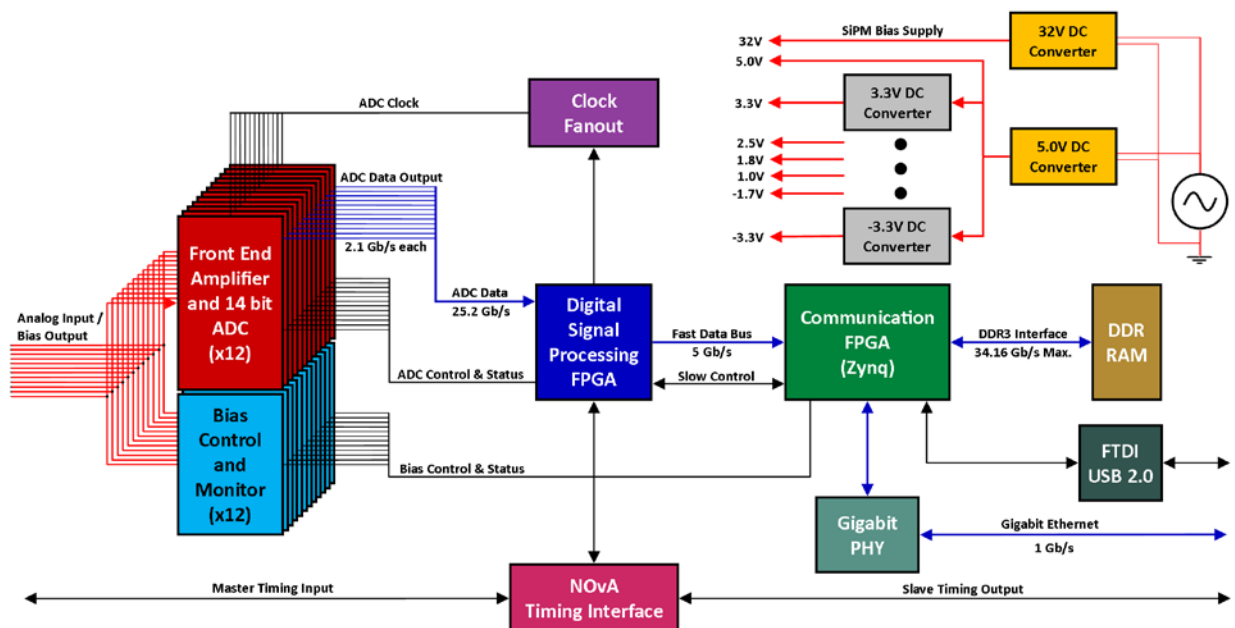 SiPM Bias Supply
32V DC
Converter
32V
5.0V
3.3V DC
Converter
3.3V
2.5V
1.8V
1.0V
-1.7V
5.0V DC
Converter
-3.3V DC
Converter
-3.3V
ADC Clock
Clock
Fanout
ADC Data Output
2.1 Gb/s each
Front End
Amplifier
and 14 bit
ADC
(x12)
Analog Input /
Bias Output
ADC Data
25.2 Gb/s
Digital
Signal
Processing
FPGA
Fast Data Bus
5 Gb/s
Slow Control
Communication
FPGA
(Zynq)
DDR3 Interface
34.16 Gb/s Max.
DDR
RAM
ADC Control & Status
Bias
Control
and
Monitor
(x12)
Bias Control & Status
FTDI
USB 2.0
Gigabit
PHY
Gigabit Ethernet
1 Gb/s
Master Timing Input
NOvA
Timing Interface
Slave Timing Output